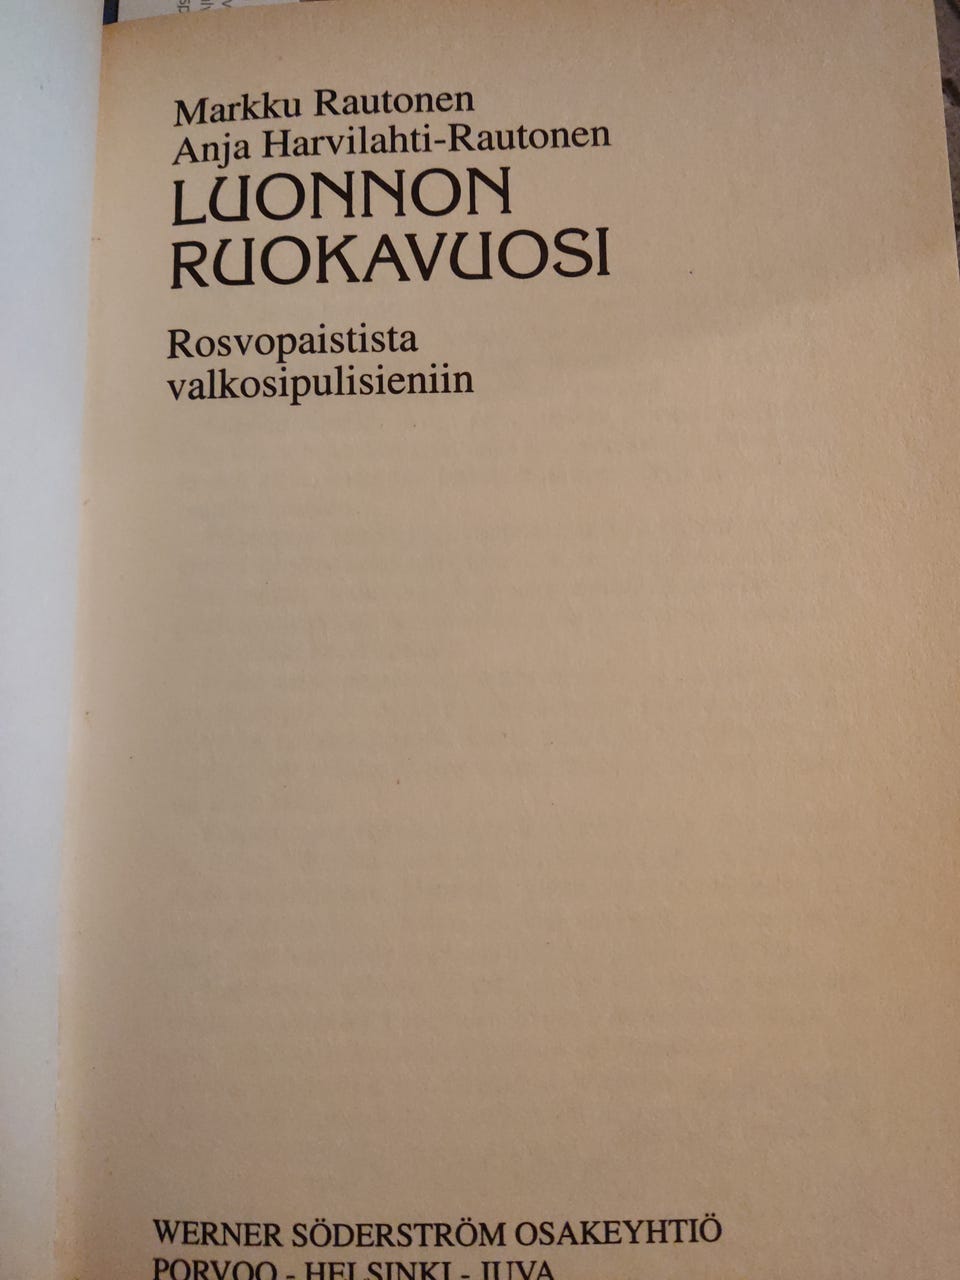 Markku Rautonen
Anja Harvilahti-Rautonen
LUONNON
RUOKAVUOSI
Rosvopaistista
valkosipulisieniin
WERNER SÖDERSTRÖM OSAKEYHTIÖ
PORVOO - HELSINKI - JUVA